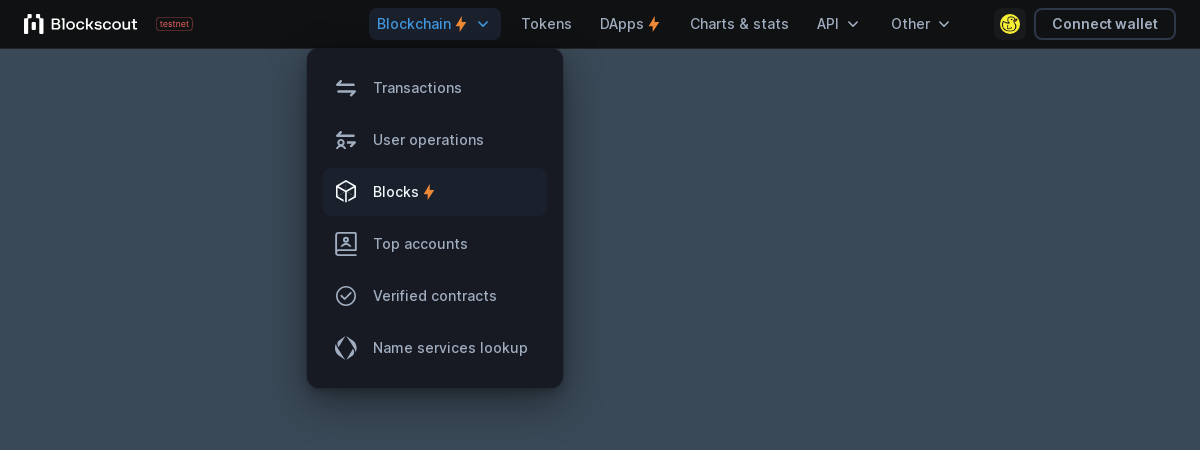 Blockscout testnet Blockchain Tokens DApps Charts & stats API Other Connect wallet
Transactions
User operations
Blocks
Top accounts
Verified contracts
Name services lookup